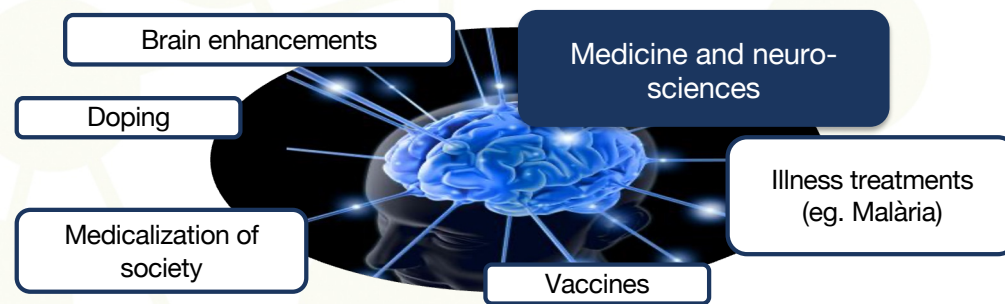 Brain enhancements
Medicine and neuro-
sciences
Doping
Illness treatments
(eg. Malària)
Medicalization of
society
Vaccines